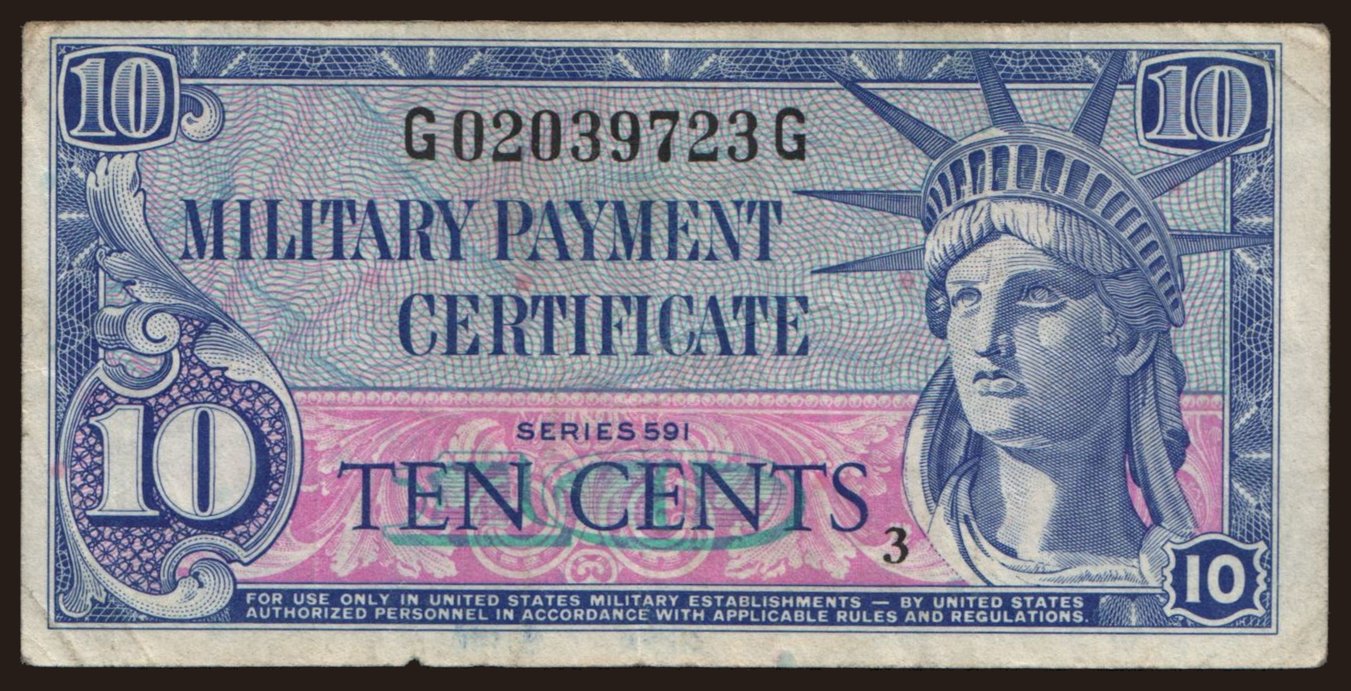 10
10
G02039723G
MILITARY PAYMENT
CERTIFICATE
SERIES 591
10
TEN CENTS
3
10
FOR USE ONLY IN UNITED STATES MILITARY ESTABLISHMENTS — BY UNITED STATES
AUTHORIZED PERSONNEL IN ACCORDANCE WITH APPLICABLE RULES AND REGULATIONS.